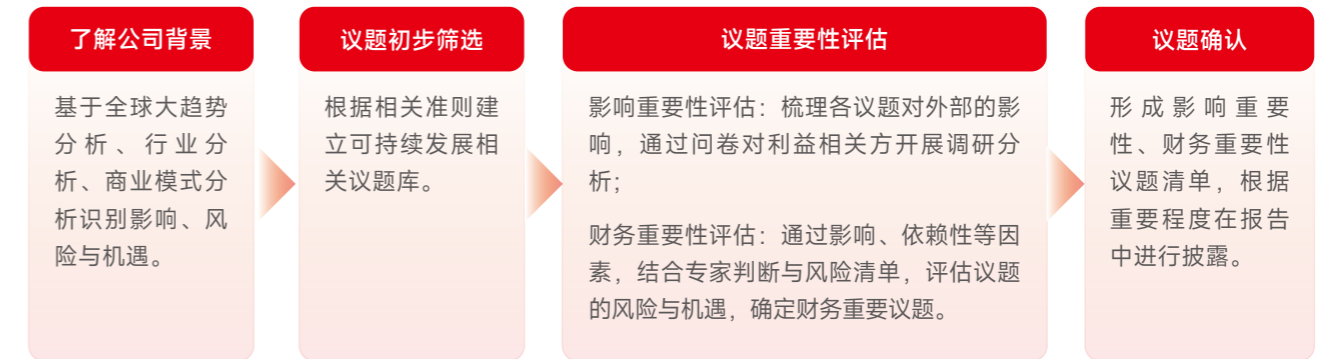 了解公司背景
基于全球大趋势
分析、行业分
析、商业模式分
析识别影响、风
险与机遇。
议题初步筛选
根据相关准则建
立可持续发展相
关议题库。
议题重要性评估
影响重要性评估：梳理各议题对外部的影
响，通过问卷对利益相关方开展调研分
析；
财务重要性评估：通过影响、依赖性等因
素，结合专家判断与风险清单，评估议题
的风险与机遇，确定财务重要议题。
议题确认
形成影响重要
性、财务重要性
议题清单，根据
重要程度在报告
中进行披露。